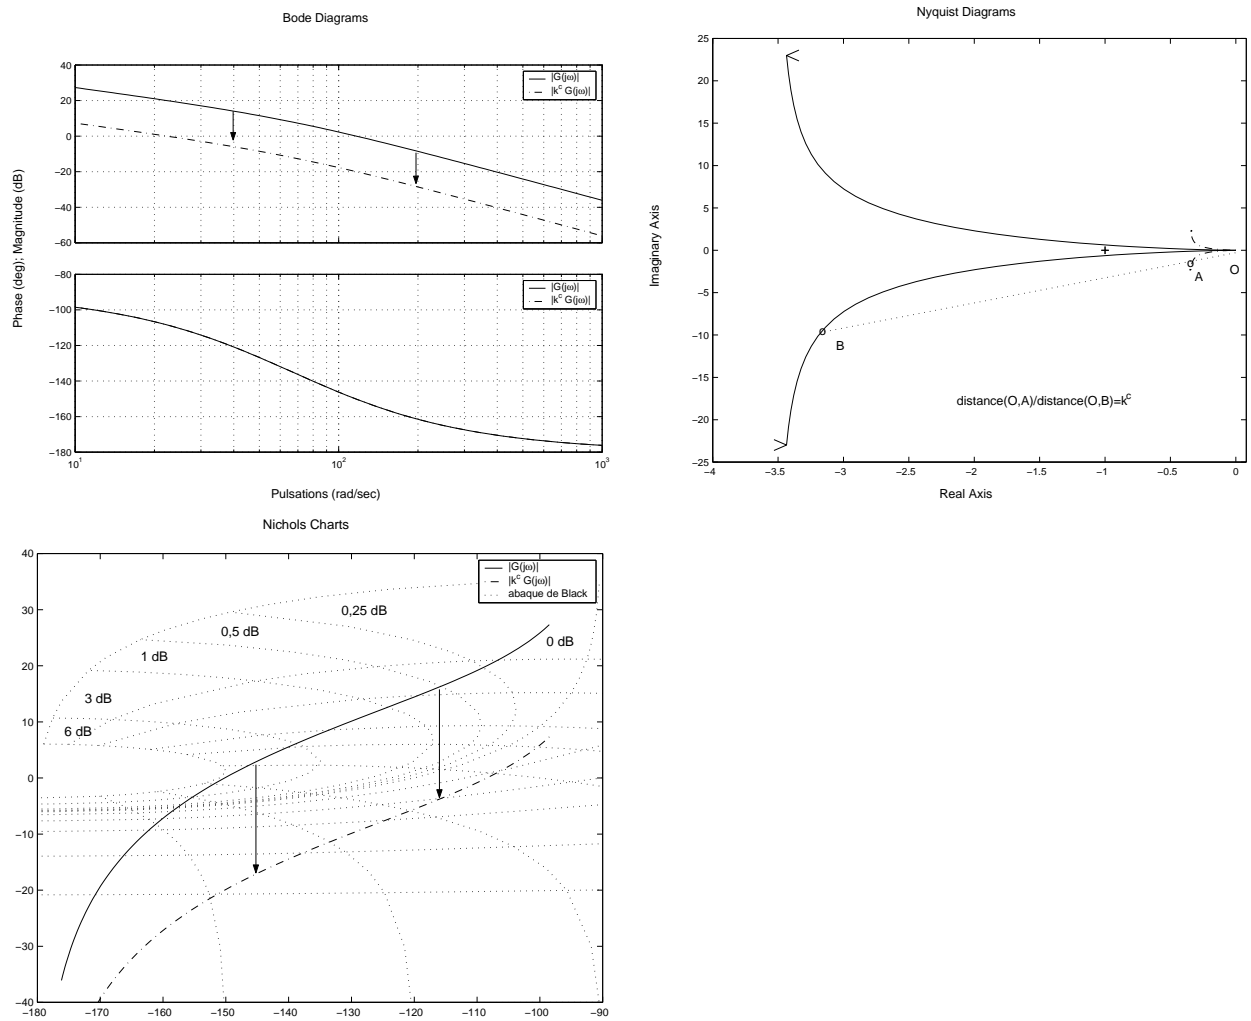 Bode Diagrams
Phase (deg); Magnitude (dB)
40
20
0
−20
−40
−60
|G(jω)|
|k^c G(jω)|
−80
−100
−120
−140
−160
−180
|G(jω)|
|k^c G(jω)|
10^1
10^2
10^3
Pulsations (rad/sec)
Nyquist Diagrams
Imaginary Axis
25
20
15
10
5
0
−5
−10
−15
−20
−25
A
O
B
distance(O,A)/distance(O,B)=k^c
−4
−3.5
−3
−2.5
−2
−1.5
−1
−0.5
0
Real Axis
Nichols Charts
40
30
20
10
0
−10
−20
−30
−40
|G(jω)|
|k^c G(jω)|
abaque de Black
0,25 dB
0,5 dB
0 dB
1 dB
3 dB
6 dB
−180
−170
−160
−150
−140
−130
−120
−110
−100
−90